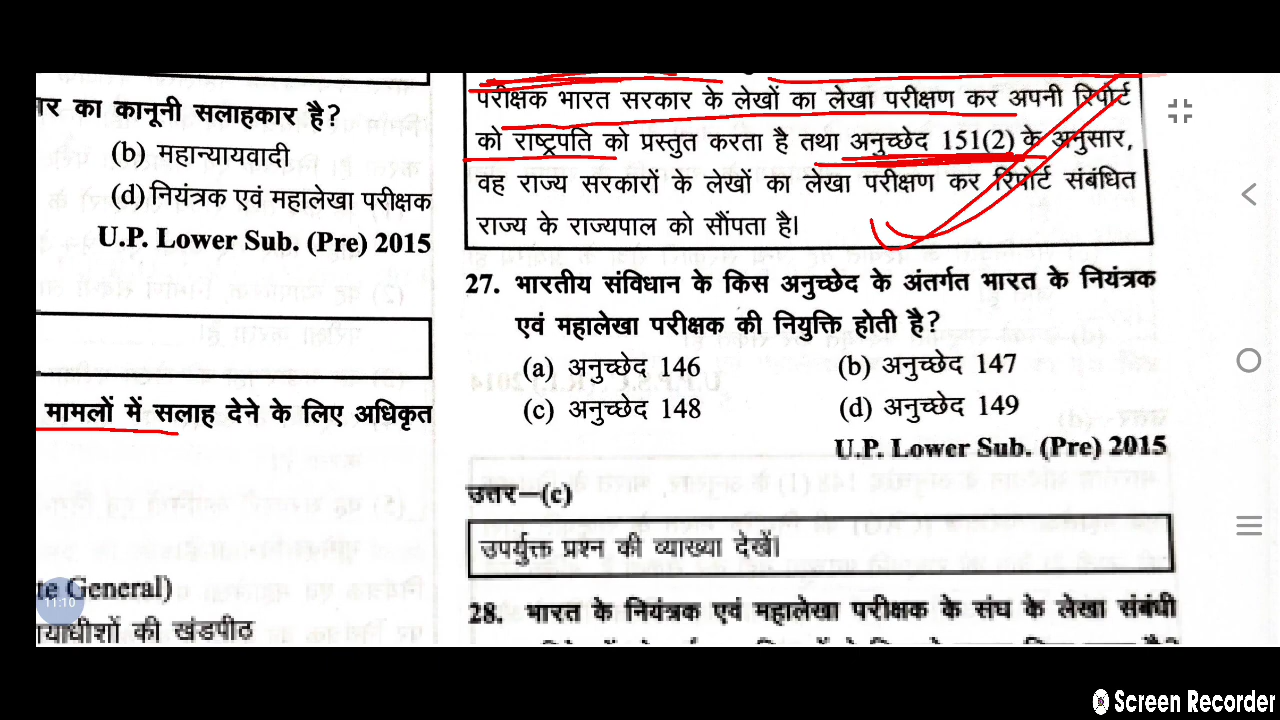 ार का कानूनी सलाहकार है?
(b) महान्यायवादी
(d) नियंत्रक एवं महालेखा परीक्षक
U.P. Lower Sub. (Pre) 2015
मामलों में सलाह देने के लिए अधिकृत
te General)
11:10
यायाधीशों की खंडपीठ
परीक्षक भारत सरकार के लेखों का लेखा परीक्षण कर अपनी रिपोर्ट
को राष्ट्रपति को प्रस्तुत करता है तथा अनुच्छेद 151(2) के अनुसार,
वह राज्य सरकारों के लेखों का लेखा परीक्षण कर रिपोर्ट संबंधित
राज्य के राज्यपाल को सौंपता है।
27. भारतीय संविधान के किस अनुच्छेद के अंतर्गत भारत के नियंत्रक
एवं महालेखा परीक्षक की नियुक्ति होती है?
(a) अनुच्छेद 146 (b) अनुच्छेद 147
(c) अनुच्छेद 148 (d) अनुच्छेद 149
U.P. Lower Sub. (Pre) 2015
उत्तर–(c)
उपर्युक्त प्रश्न की व्याख्या देखें।
28. भारत के नियंत्रक एवं महालेखा परीक्षक के संघ के लेखा संबंधी
Screen Recorder